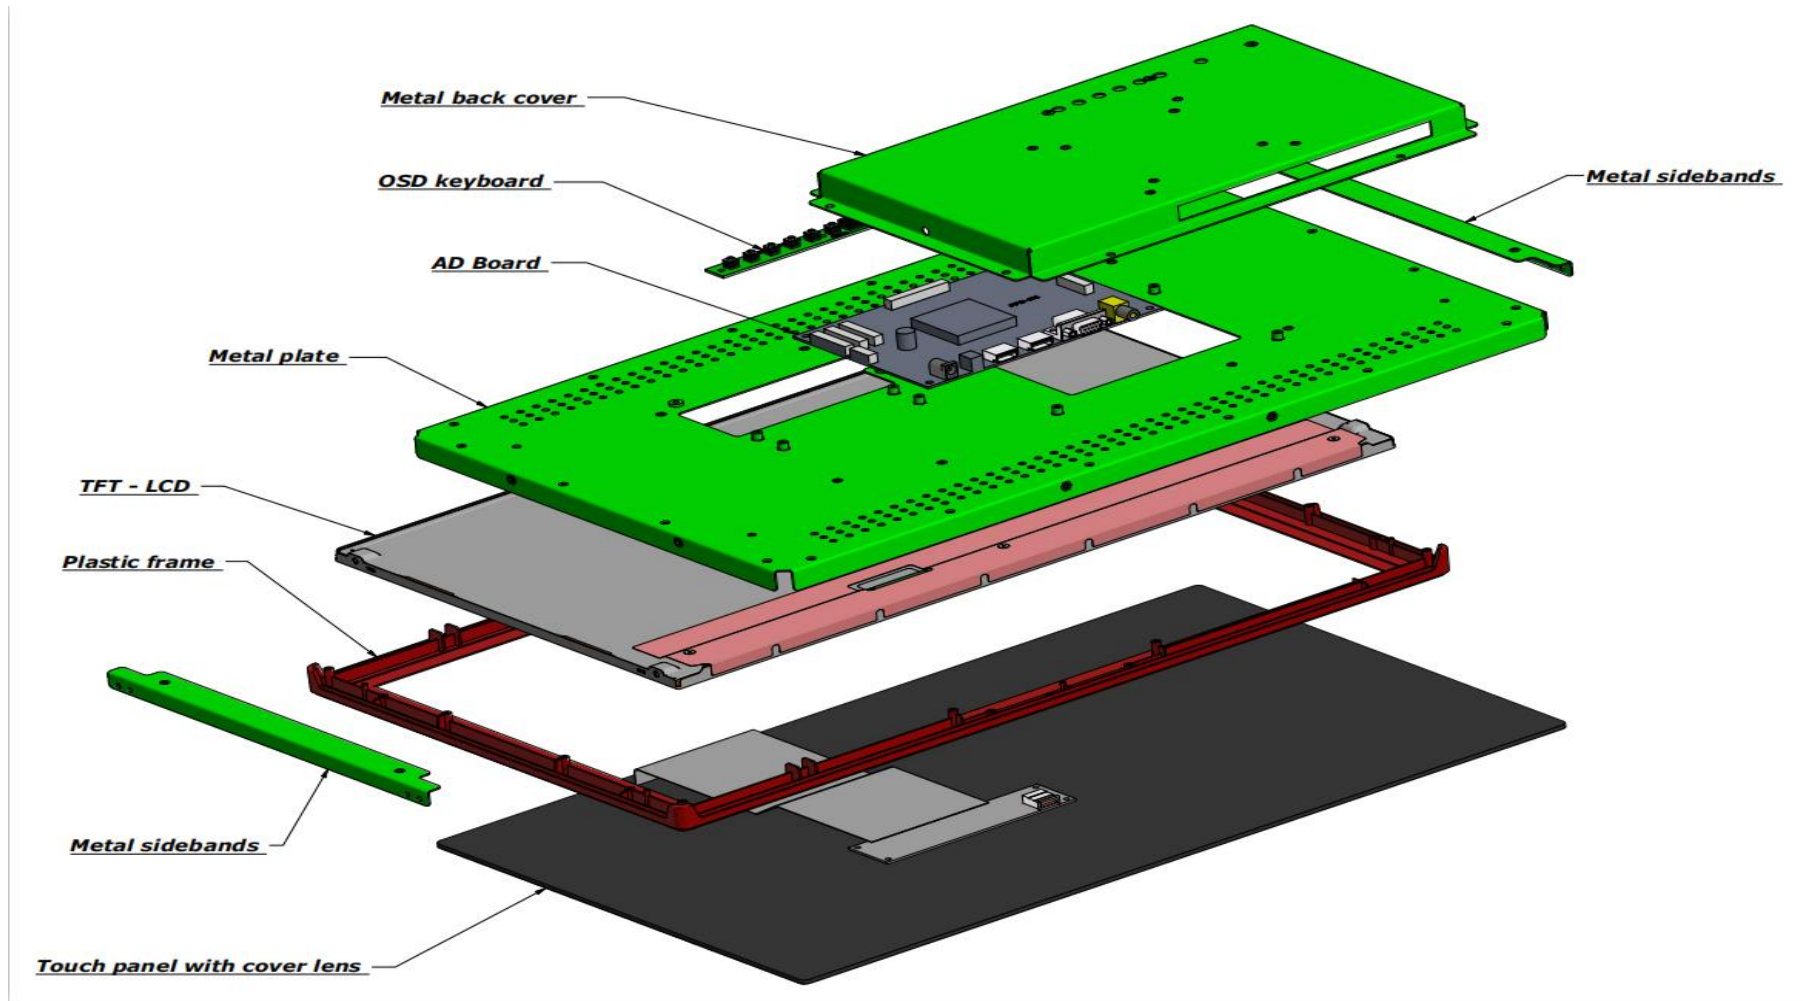 Metal back cover
OSD keyboard
Metal sidebands
AD Board
Metal plate
TFT - LCD
Plastic frame
Metal sidebands
Touch panel with cover lens